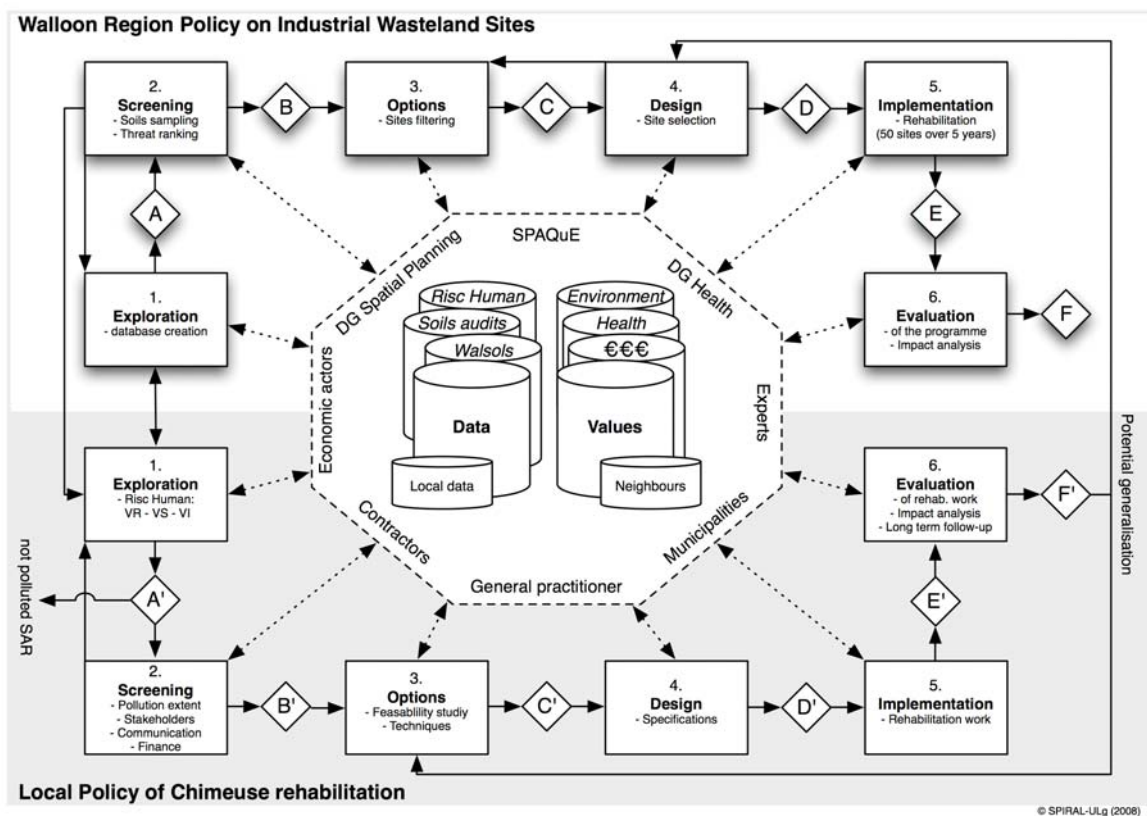 Walloon Region Policy on Industrial Wasteland Sites
2.
Screening
- Soils sampling
- Threat ranking
B
3.
Options
- Sites filtering
C
4.
Design
- Site selection
D
5.
Implementation
- Rehabilitation
(50 sites over 5 years)
A
E
1.
Exploration
- database creation
6.
Evaluation
- of the programme
- Impact analysis
F
SPAQuE
DG Spatial Planning
DG Health
Economic actors
Experts
Contractors
Municipalities
General practitioner
Risc Human
Soils audits
Walsols
Data
Local data
Environment
Health
€€€
Values
Neighbours
1.
Exploration
- Risc Human:
VR - VS - VI
6.
Evaluation
- of rehab. work
- Impact analysis
- Long term follow-up
F'
Potential generalisation
not polluted SAR
A'
E'
2.
Screening
- Pollution extent
- Stakeholders
- Communication
- Finance
B'
3.
Options
- Feasablility studiy
- Techniques
C'
4.
Design
- Specifications
D'
5.
Implementation
- Rehabilitation work
Local Policy of Chimeuse rehabilitation
© SPIRAL-ULg (2008)